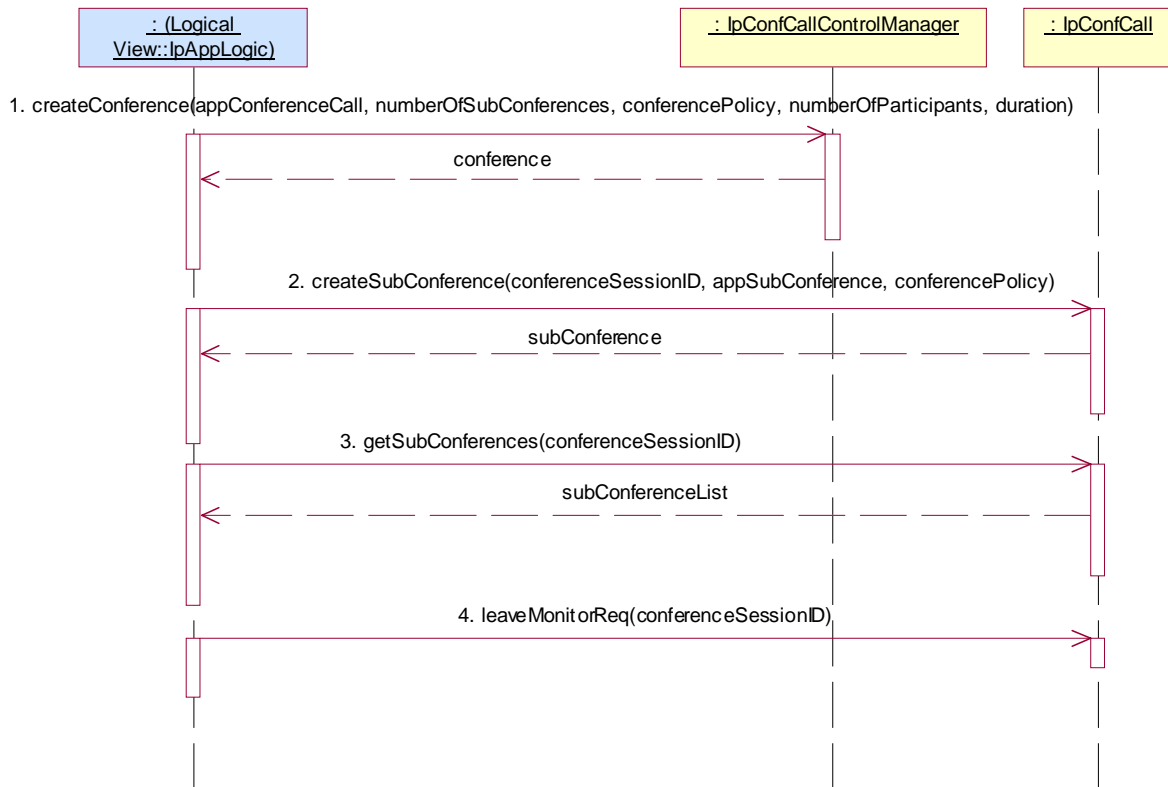 : (Logical
View::IpAppLogic)
: IpConfCallControlManager
: IpConfCall
1. createConference(appConferenceCall, numberOfSubConferences, conferencePolicy, numberOfParticipants, duration)
conference
2. createSubConference(conferenceSessionID, appSubConference, conferencePolicy)
subConference
3. getSubConferences(conferenceSessionID)
subConferenceList
4. leaveMonitorReq(conferenceSessionID)